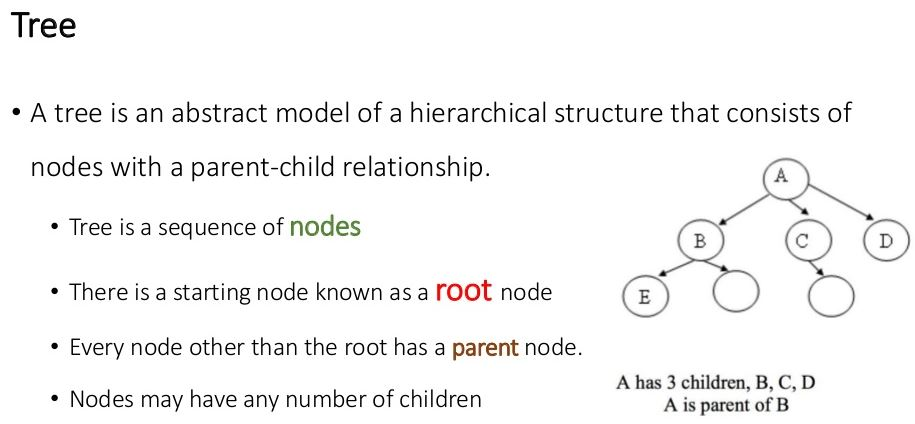 Tree
• A tree is an abstract model of a hierarchical structure that consists of
nodes with a parent-child relationship.
• Tree is a sequence of nodes
• There is a starting node known as a root node
• Every node other than the root has a parent node.
• Nodes may have any number of children
A
B
C
D
E
A has 3 children, B, C, D
A is parent of B